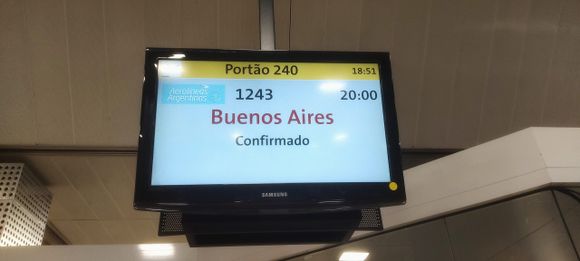 Portão 240 18:51
Aerolíneas Argentinas 1243 20:00
Buenos Aires
Confirmado
SAMSUNG